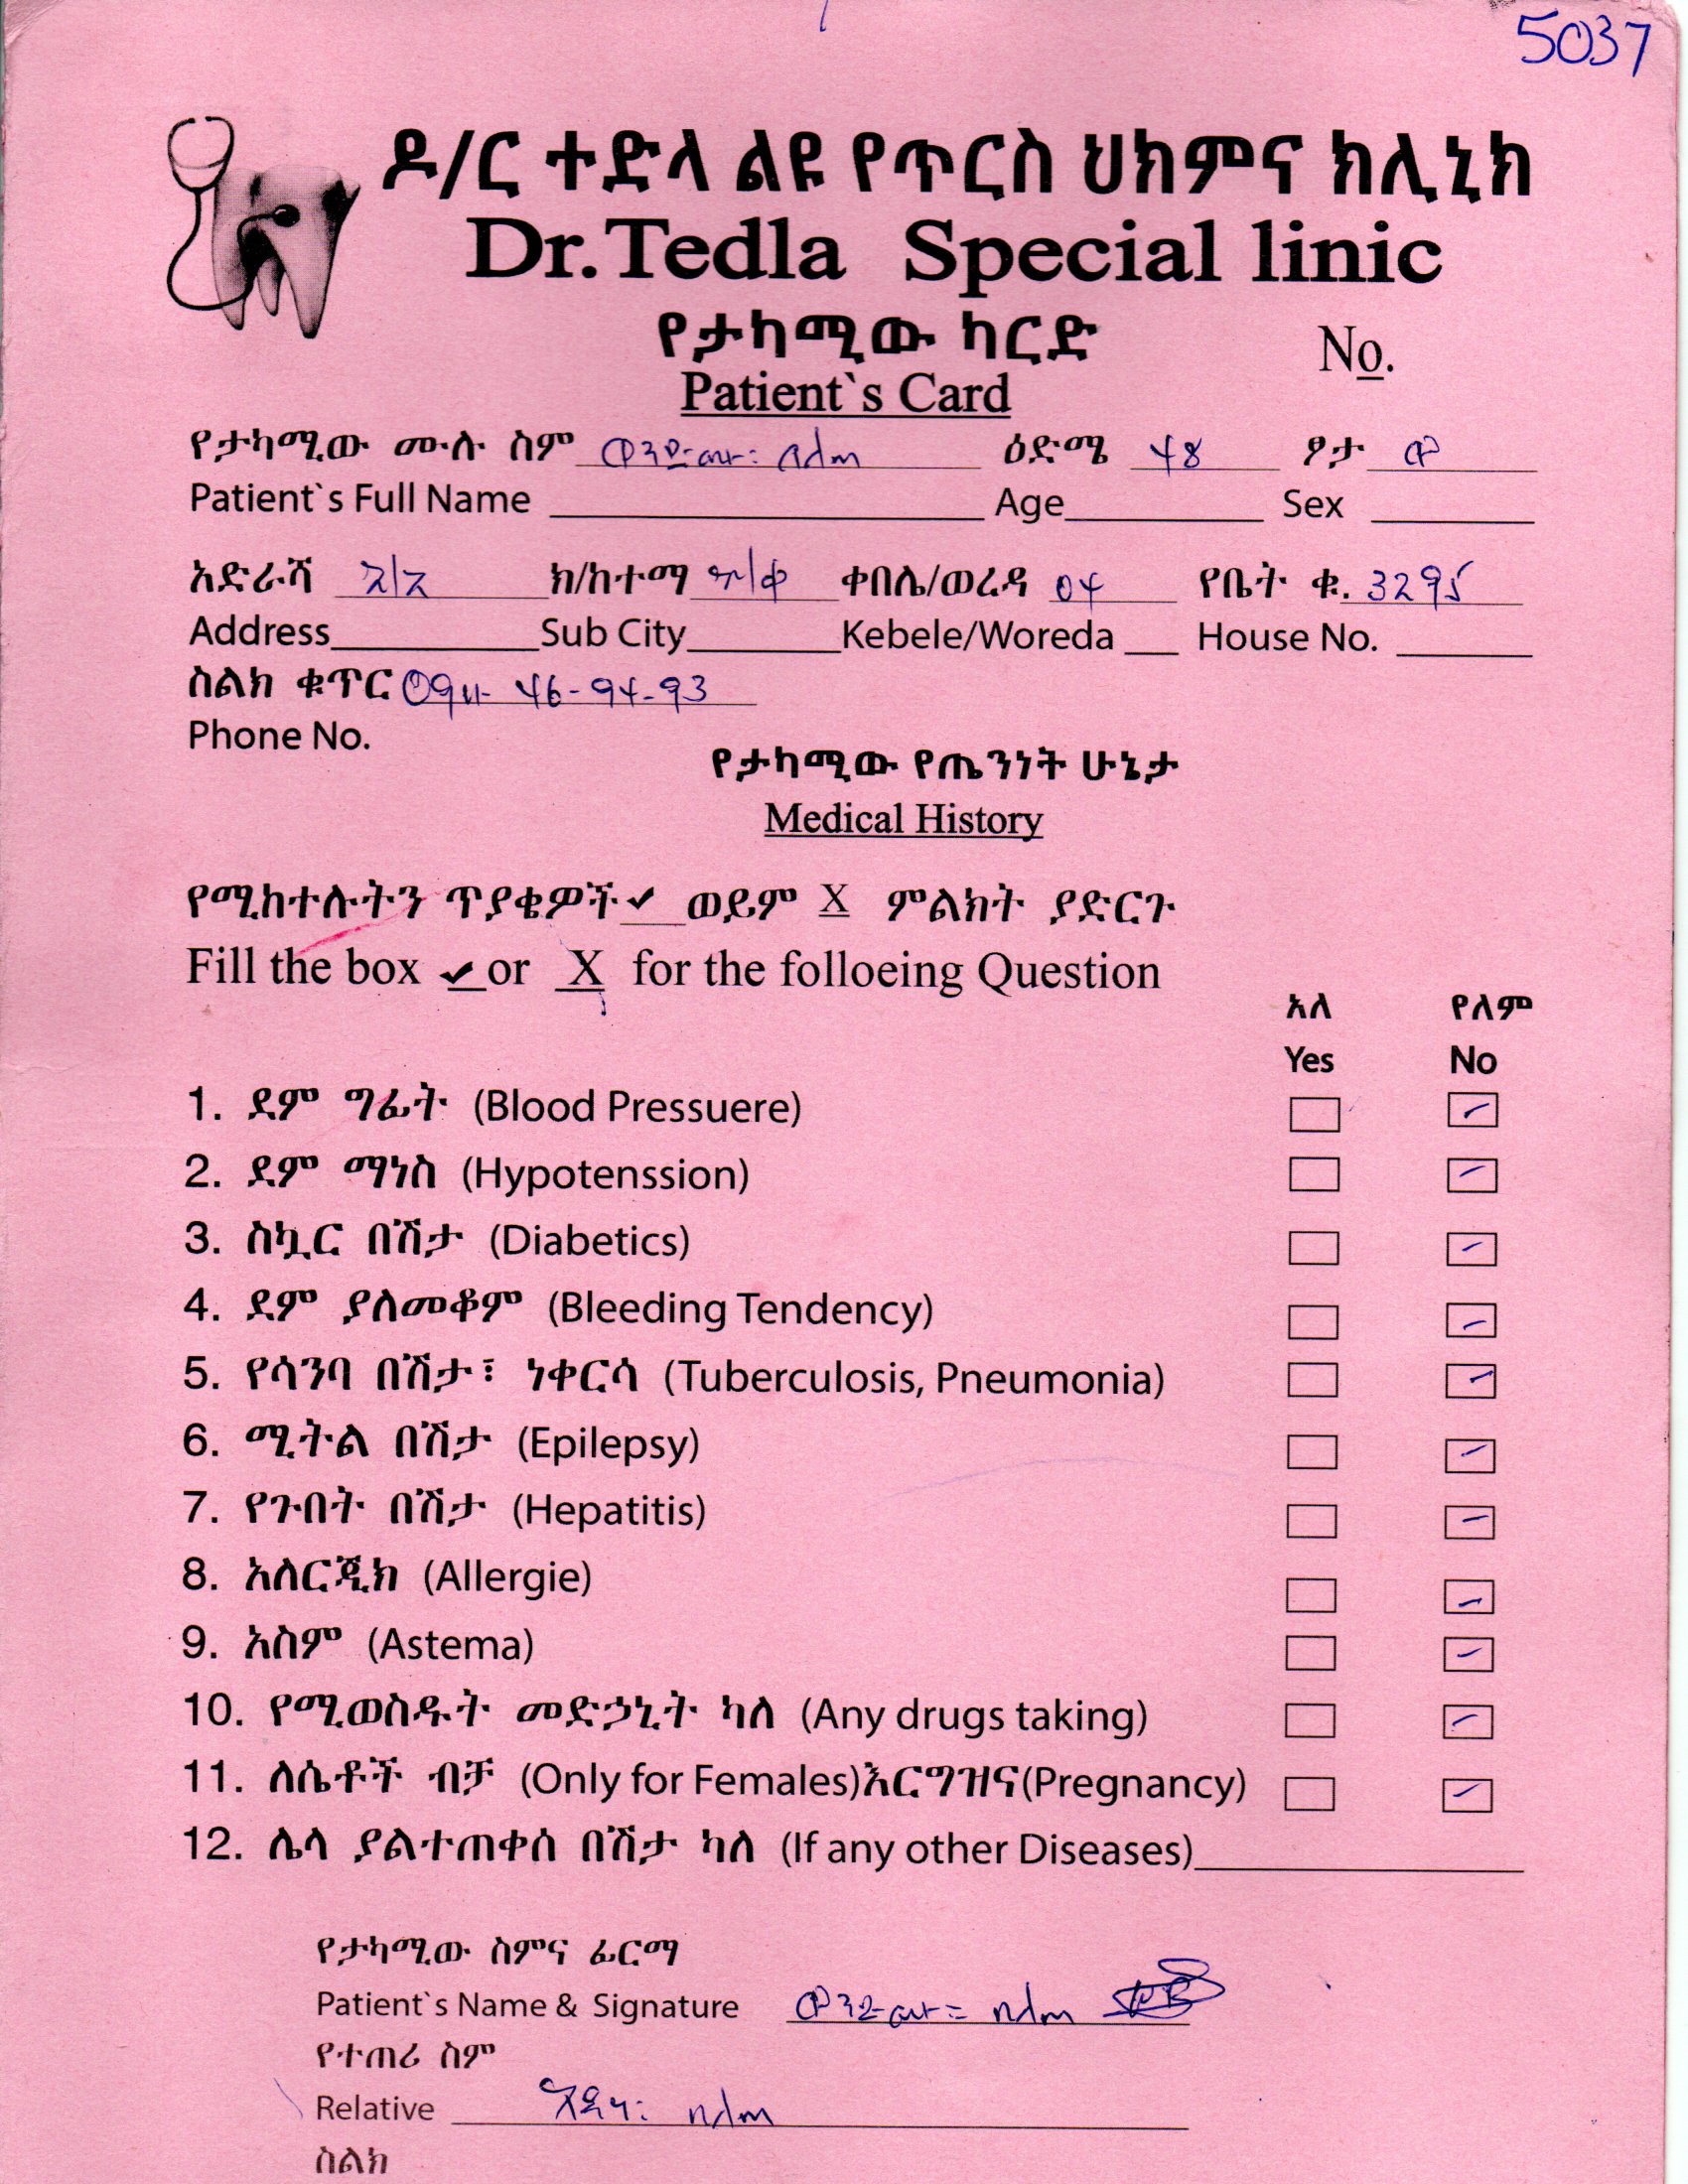 5037
ዶ/ር ተድላ ልዩ የጥርስ ህክምና ክሊኒክ
Dr.Tedla Special linic
የታካሚው ካርድ
No.
Patient`s Card
የታካሚው ሙሉ ስም ዕድሜ 48 ፆታ ወ
Patient`s Full Name Age Sex
አድራሻ ክ/ከተማ ቀበሌ/ወረዳ 04 የቤት ቁ. 3295
Address Sub City Kebele/Woreda House No.
ስልክ ቁጥር 0911- 46-94-93
Phone No.
የታካሚው የጤንነት ሁኔታ
Medical History
የሚከተሉትን ጥያቄዎች ✓ ወይም X ምልክት ያድርጉ
Fill the box ✓ or X for the folloeing Question
አለ የለም
Yes No
1. ደም ግፊት (Blood Pressuere)
2. ደም ማነስ (Hypotenssion)
3. ስኳር በሽታ (Diabetics)
4. ደም ያለመቆም (Bleeding Tendency)
5. የሳንባ በሽታ፣ ነቀርሳ (Tuberculosis, Pneumonia)
6. ሚትል በሽታ (Epilepsy)
7. የጉበት በሽታ (Hepatitis)
8. አለርጂክ (Allergie)
9. አስም (Astema)
10. የሚወስዱት መድኃኒት ካለ (Any drugs taking)
11. ለሴቶች ብቻ (Only for Females)እርግዝና(Pregnancy)
12. ሌላ ያልተጠቀሰ በሽታ ካለ (If any other Diseases)
የታካሚው ስምና ፊርማ
Patient`s Name & Signature
የተጠሪ ስም
Relative
ስልክ